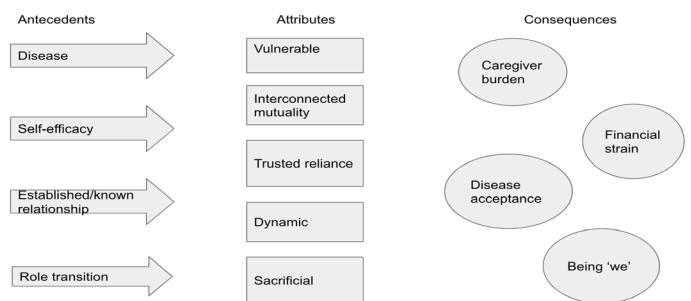 Antecedents
Attributes
Consequences
Disease
Self-efficacy
Established/known
relationship
Role transition
Vulnerable
Interconnected
mutuality
Trusted reliance
Dynamic
Sacrificial
Caregiver
burden
Financial
strain
Disease
acceptance
Being ‘we’